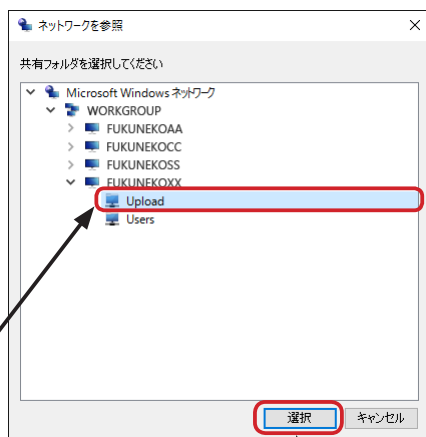 ネットワークを参照
共有フォルダを選択してください
Microsoft Windows ネットワーク
WORKGROUP
FUKUNEKOAA
FUKUNEKOCC
FUKUNEKOSS
FUKUNEKOXX
Upload
Users
選択 キャンセル